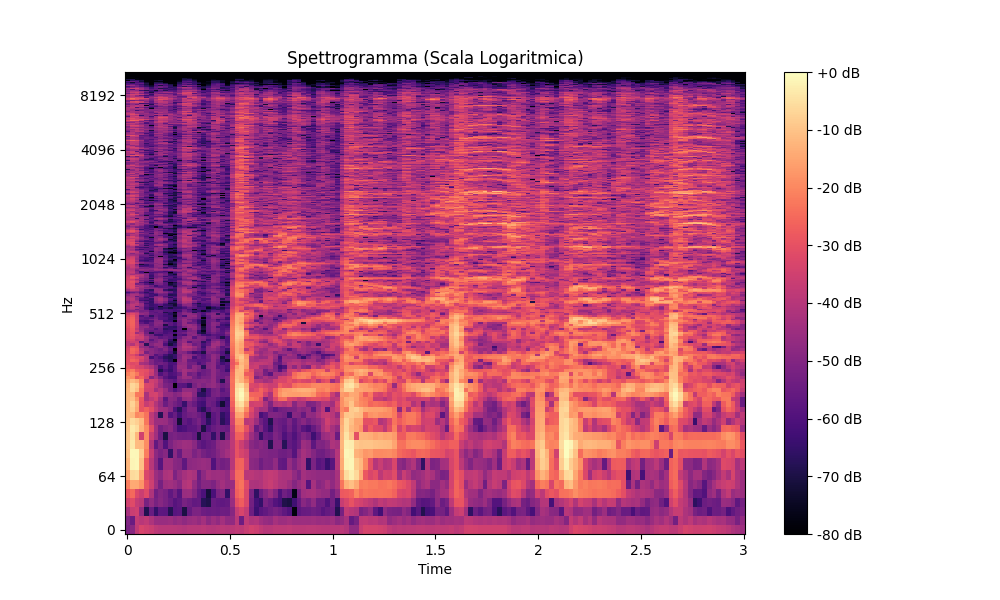 Spettrogramma (Scala Logaritmica)
Hz
8192
4096
2048
1024
512
256
128
64
0
0
0.5
1
1.5
2
2.5
3
Time
+0 dB
-10 dB
-20 dB
-30 dB
-40 dB
-50 dB
-60 dB
-70 dB
-80 dB